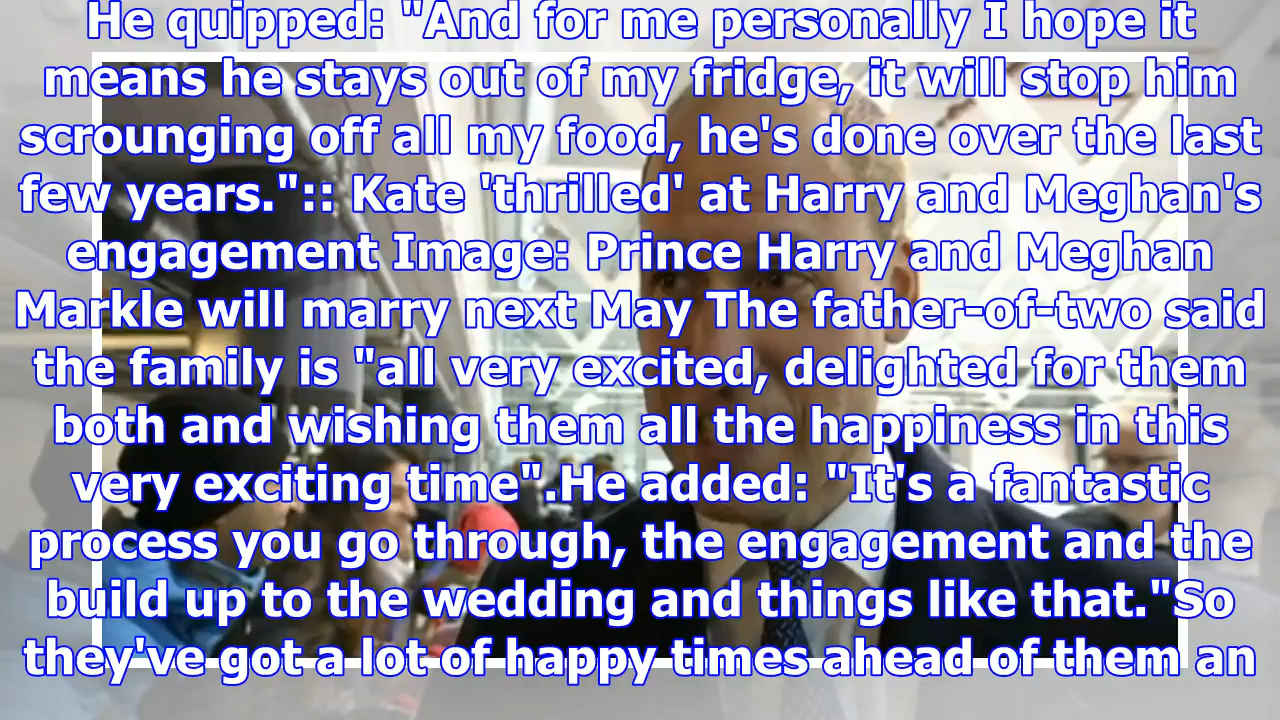 He quipped: "And for me personally I hope it
means he stays out of my fridge, it will stop him
scrounging off all my food, he's done over the last
few years.":: Kate 'thrilled' at Harry and Meghan's
engagement Image: Prince Harry and Meghan
Markle will marry next May The father-of-two said
the family is "all very excited, delighted for them
both and wishing them all the happiness in this
very exciting time".He added: "It's a fantastic
process you go through, the engagement and the
build up to the wedding and things like that."So
they've got a lot of happy times ahead of them an